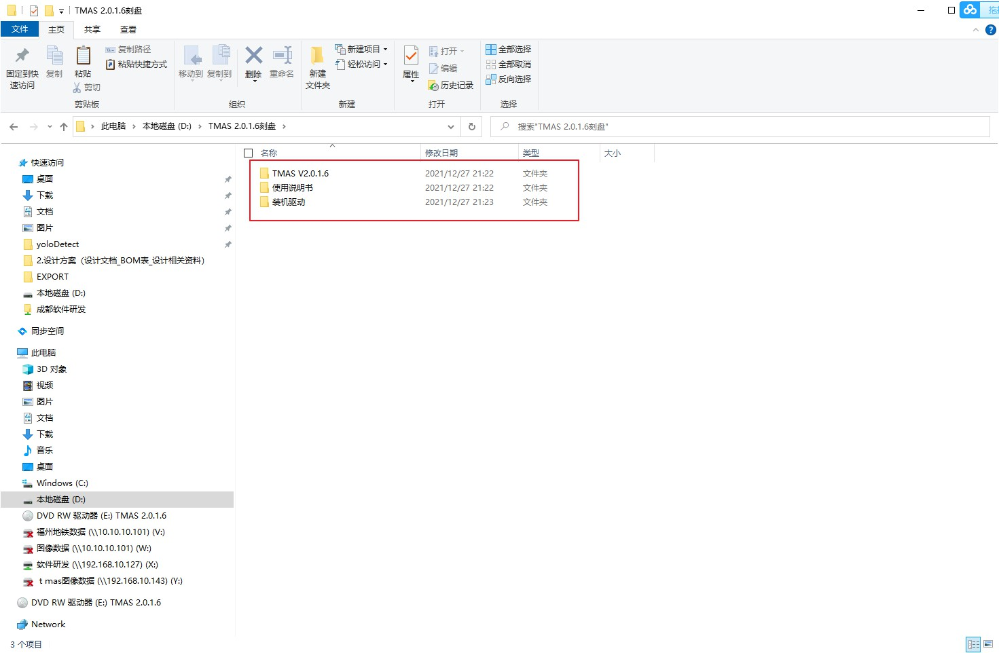 TMAS 2.0.1.6刻盘
拖拽
文件 主页 共享 查看
固定到快速访问
复制
粘贴
复制路径
粘贴快捷方式
剪切
剪贴板
移动到
复制到
删除
重命名
组织
新建文件夹
新建项目
轻松访问
新建
属性
打开
编辑
历史记录
打开
全部选择
全部取消
反向选择
选择
此电脑 › 本地磁盘 (D:) › TMAS 2.0.1.6刻盘 ›
搜索"TMAS 2.0.1.6刻盘"
名称 修改日期 类型 大小
TMAS V2.0.1.6 2021/12/27 21:22 文件夹
使用说明书 2021/12/27 21:22 文件夹
装机驱动 2021/12/27 21:23 文件夹
快速访问
桌面
下载
文档
图片
yoloDetect
2.设计方案（设计文档_BOM表_设计相关资料）
EXPORT
本地磁盘 (D:)
成都软件研发
同步空间
此电脑
3D 对象
视频
图片
文档
下载
音乐
桌面
Windows (C:)
本地磁盘 (D:)
DVD RW 驱动器 (E:) TMAS 2.0.1.6
福州地铁数据 (\\10.10.10.101) (V:)
图像数据 (\\10.10.10.101) (W:)
软件研发 (\\192.168.10.127) (X:)
t mas图像数据 (\\192.168.10.143) (Y:)
DVD RW 驱动器 (E:) TMAS 2.0.1.6
Network
3 个项目